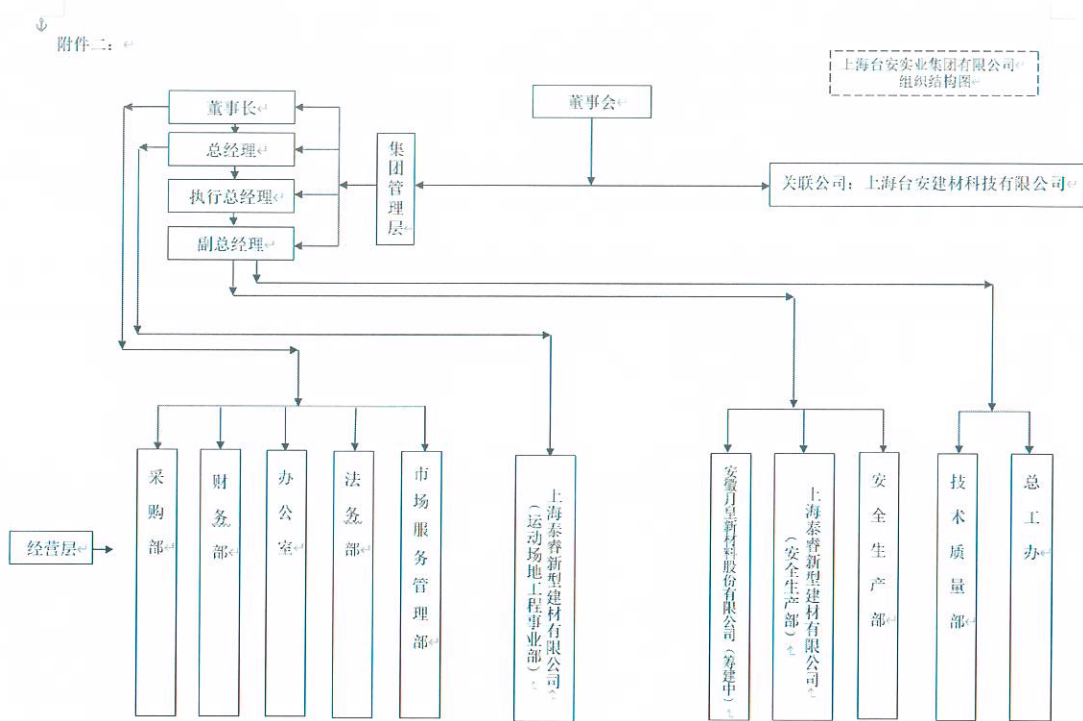 附件二：
上海台安实业集团有限公司
组织结构图
董事会
董事长
总经理
执行总经理
副总经理
集团管理层
关联公司：上海台安建材科技有限公司
经营层
采购部
财务部
办公室
法务部
市场服务管理部
上海泰睿新型建材有限公司
（运动场地工程事业部）
安徽月皇新材料股份有限公司（筹建中）
上海泰睿新型建材有限公司
（安全生产部）
安全生产部
技术质量部
总工办